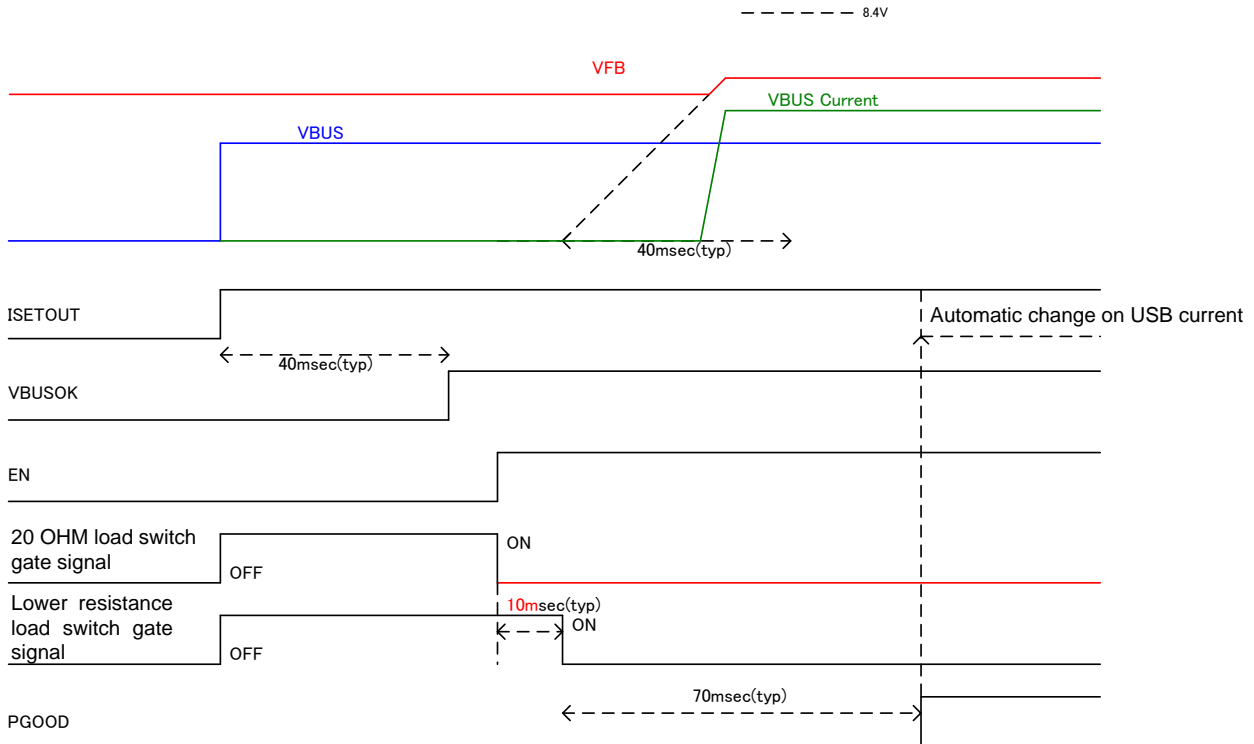 8.4V
VFB
VBUS Current
VBUS
40msec(typ)
ISETOUT
Automatic change on USB current
40msec(typ)
VBUSOK
EN
20 OHM load switch
gate signal
ON
OFF
Lower resistance
load switch gate
signal
10msec(typ)
ON
OFF
70msec(typ)
PGOOD